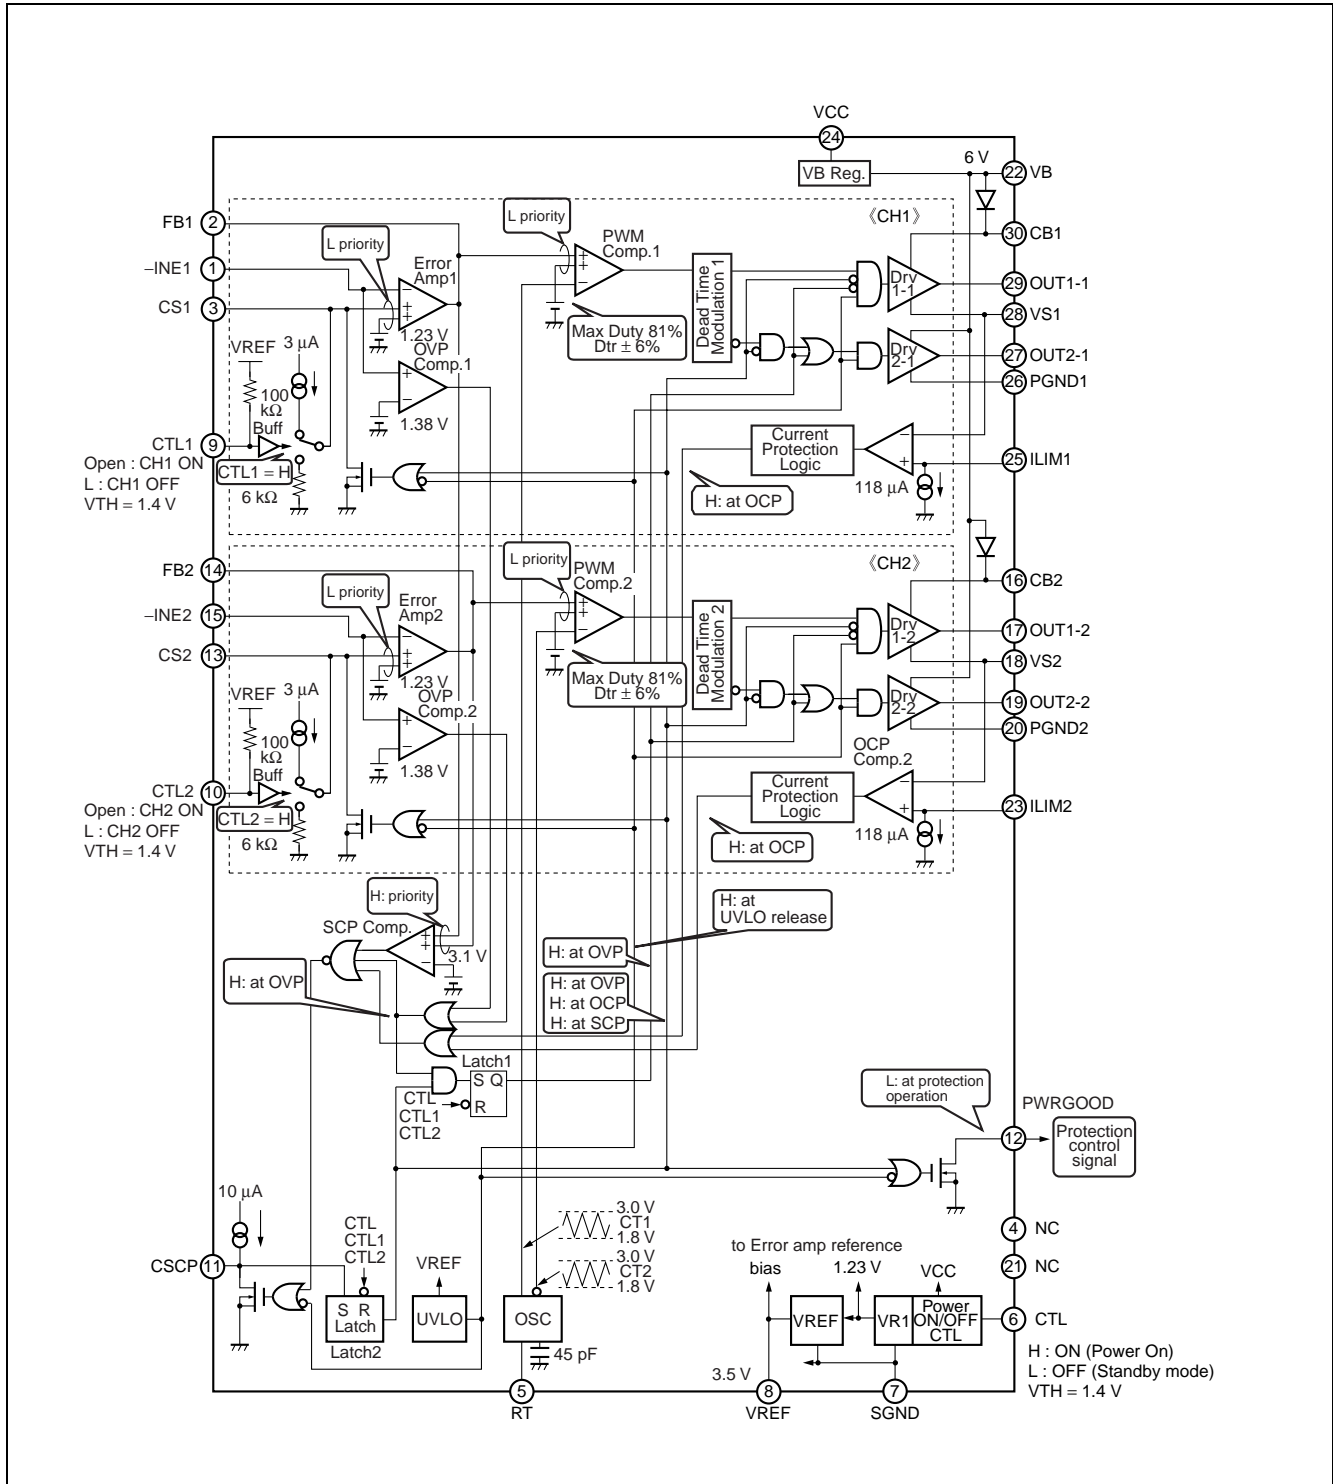 VCC
24
VB Reg.
6 V
22 VB
《CH1》
FB1 2
L priority
L priority
PWM
Comp.1
30 CB1
–INE1 1
Error
Amp1
Dead Time
Modulation 1
Drv
1-1
29 OUT1-1
CS1 3
28 VS1
1.23 V
Max Duty 81%
Dtr ± 6%
VREF
3 µA
OVP
Comp.1
Drv
2-1
27 OUT2-1
26 PGND1
100
kΩ
1.38 V
Buff
CTL1 9
Current
Protection
Logic
Open : CH1 ON
L : CH1 OFF
VTH = 1.4 V
CTL1 = H
25 ILIM1
6 kΩ
118 µA
H: at OCP
《CH2》
FB2 14
L priority
L priority
PWM
Comp.2
16 CB2
–INE2 15
Error
Amp2
Dead Time
Modulation 2
Drv
1-2
17 OUT1-2
CS2 13
18 VS2
1.23 V
Max Duty 81%
Dtr ± 6%
VREF
3 µA
OVP
Comp.2
Drv
2-2
19 OUT2-2
20 PGND2
100
kΩ
1.38 V
OCP
Comp.2
Buff
CTL2 10
Current
Protection
Logic
Open : CH2 ON
L : CH2 OFF
VTH = 1.4 V
CTL2 = H
23 ILIM2
6 kΩ
118 µA
H: at OCP
H: priority
H: at
UVLO release
SCP Comp.
3.1 V
H: at OVP
H: at OVP
H: at OVP
H: at OCP
H: at SCP
Latch1
S Q
R
CTL
CTL1
CTL2
L: at protection
operation
PWRGOOD
12
Protection
control
signal
10 µA
CTL
CTL1
CTL2
3.0 V
CT1
1.8 V
4 NC
CSCP 11
VREF
3.0 V
CT2
1.8 V
to Error amp reference
bias
1.23 V
VCC
21 NC
S R
Latch
UVLO
OSC
VREF
VR1
Power
ON/OFF
CTL
6 CTL
Latch2
45 pF
H : ON (Power On)
L : OFF (Standby mode)
VTH = 1.4 V
3.5 V
5
RT
8
VREF
7
SGND